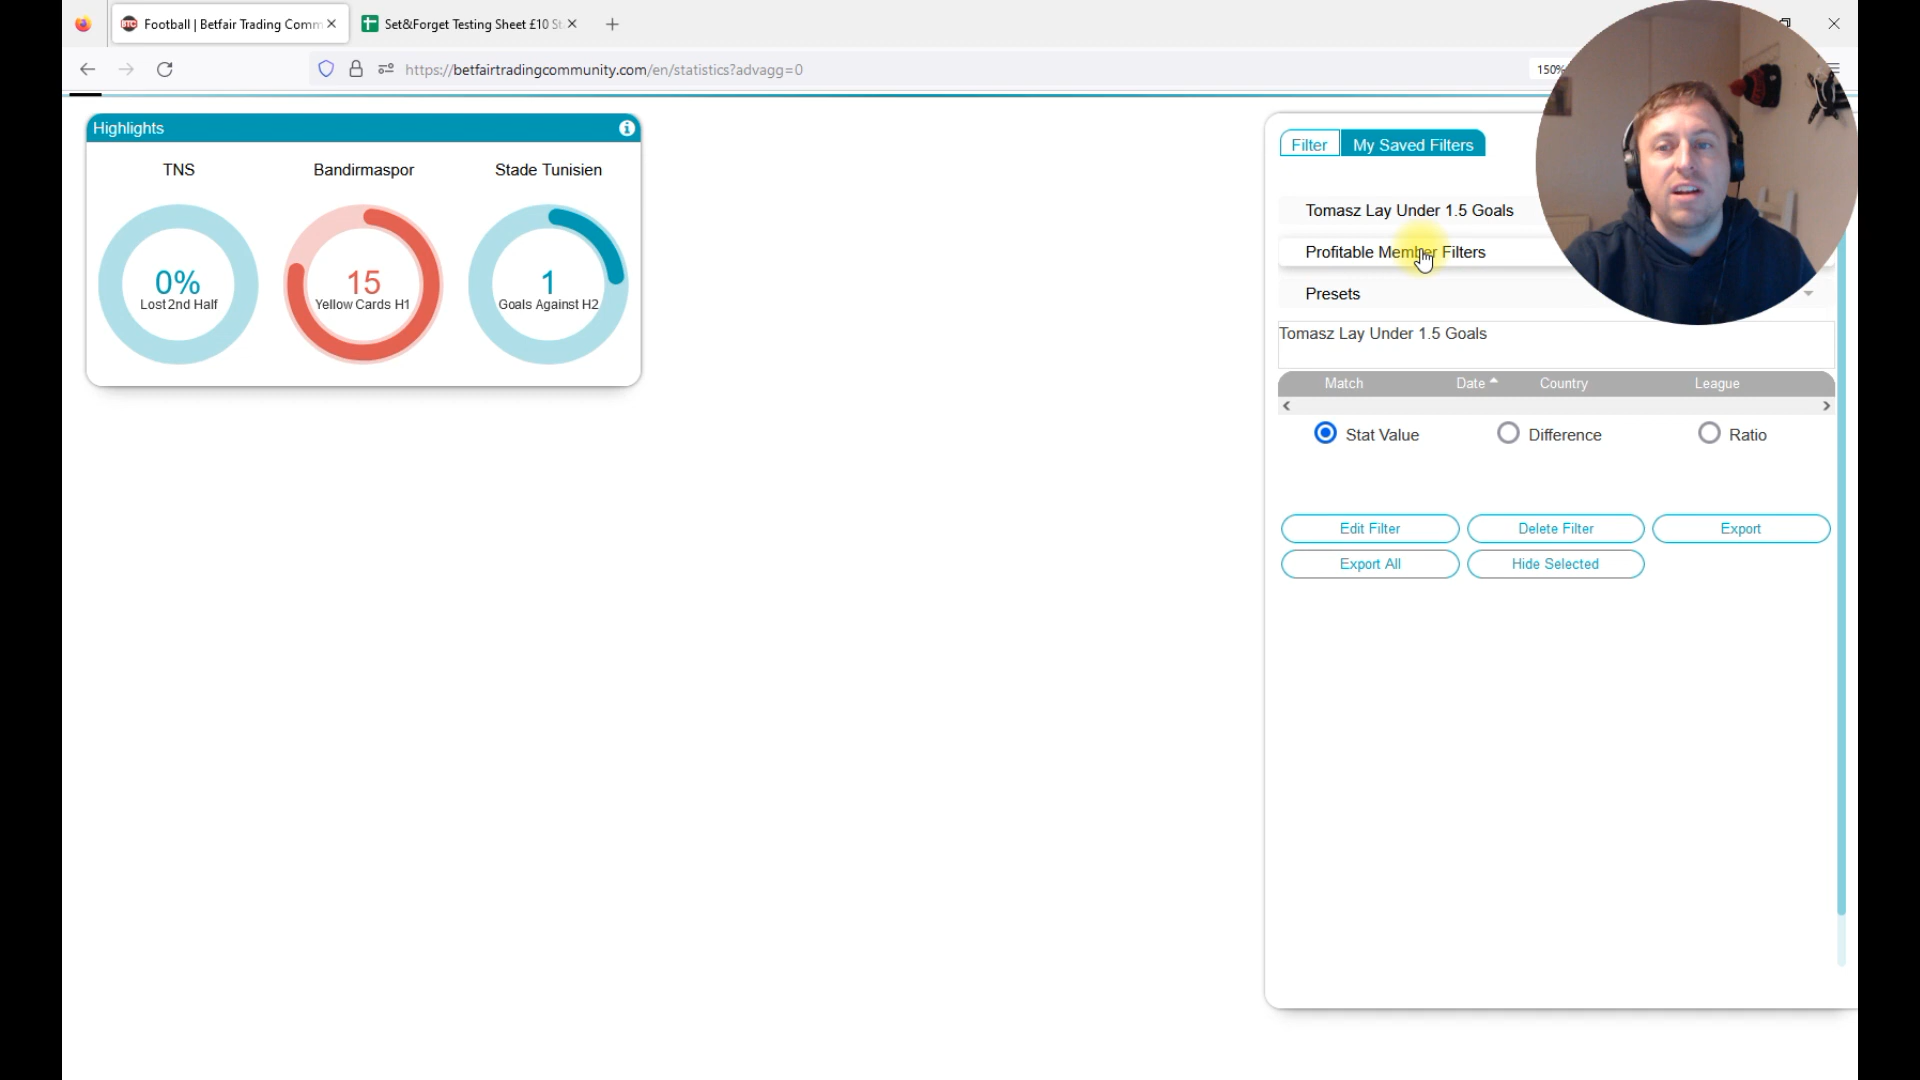 Football | Betfair Trading Comm
Set&Forget Testing Sheet £10 St
https://betfairtradingcommunity.com/en/statistics?advagg=0
150%
Highlights
TNS
Bandirmaspor
Stade Tunisien
0%
Lost 2nd Half
15
Yellow Cards H1
1
Goals Against H2
Filter
My Saved Filters
Tomasz Lay Under 1.5 Goals
Profitable Member Filters
Presets
Tomasz Lay Under 1.5 Goals
Match
Date
Country
League
Stat Value
Difference
Ratio
Edit Filter
Delete Filter
Export
Export All
Hide Selected